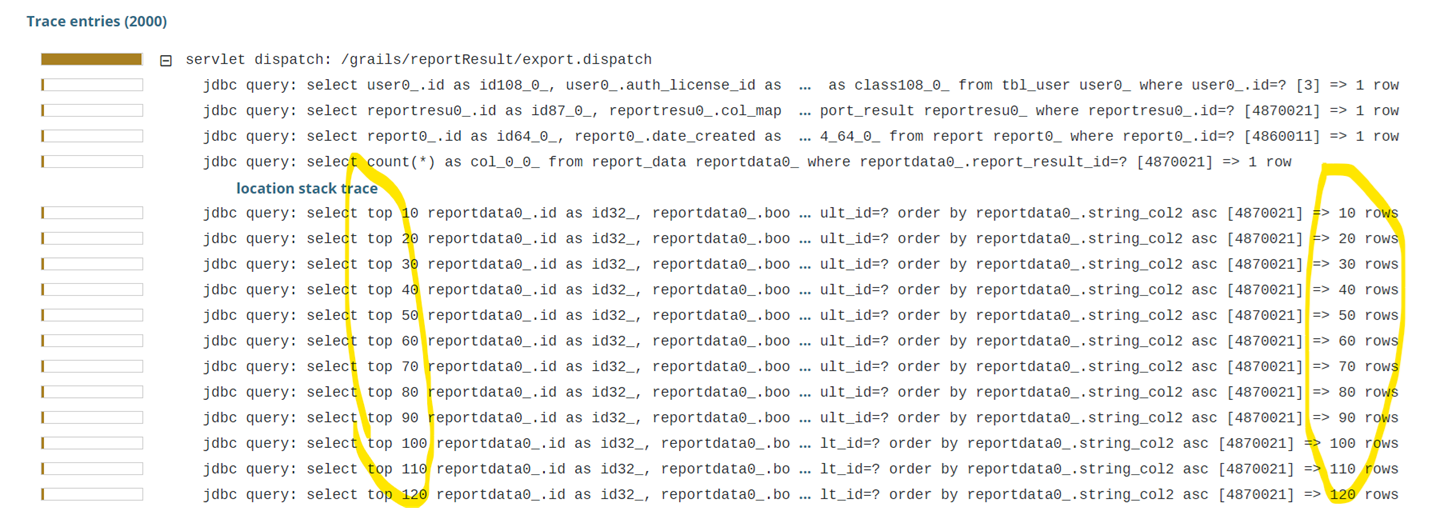 Trace entries (2000)
servlet dispatch: /grails/reportResult/export.dispatch
jdbc query: select user0_.id as id108_0_, user0_.auth_license_id as ... as class108_0_ from tbl_user user0_ where user0_.id=? [3] => 1 row
jdbc query: select reportresu0_.id as id87_0_, reportresu0_.col_map ... port_result reportresu0_ where reportresu0_.id=? [4870021] => 1 row
jdbc query: select report0_.id as id64_0_, report0_.date_created as ... 4_64_0_ from report report0_ where report0_.id=? [4860011] => 1 row
jdbc query: select count(*) as col_0_0_ from report_data reportdata0_ where reportdata0_.report_result_id=? [4870021] => 1 row
location stack trace
jdbc query: select top 10 reportdata0_.id as id32_, reportdata0_.boo ... ult_id=? order by reportdata0_.string_col2 asc [4870021] => 10 rows
jdbc query: select top 20 reportdata0_.id as id32_, reportdata0_.boo ... ult_id=? order by reportdata0_.string_col2 asc [4870021] => 20 rows
jdbc query: select top 30 reportdata0_.id as id32_, reportdata0_.boo ... ult_id=? order by reportdata0_.string_col2 asc [4870021] => 30 rows
jdbc query: select top 40 reportdata0_.id as id32_, reportdata0_.boo ... ult_id=? order by reportdata0_.string_col2 asc [4870021] => 40 rows
jdbc query: select top 50 reportdata0_.id as id32_, reportdata0_.boo ... ult_id=? order by reportdata0_.string_col2 asc [4870021] => 50 rows
jdbc query: select top 60 reportdata0_.id as id32_, reportdata0_.boo ... ult_id=? order by reportdata0_.string_col2 asc [4870021] => 60 rows
jdbc query: select top 70 reportdata0_.id as id32_, reportdata0_.boo ... ult_id=? order by reportdata0_.string_col2 asc [4870021] => 70 rows
jdbc query: select top 80 reportdata0_.id as id32_, reportdata0_.boo ... ult_id=? order by reportdata0_.string_col2 asc [4870021] => 80 rows
jdbc query: select top 90 reportdata0_.id as id32_, reportdata0_.boo ... ult_id=? order by reportdata0_.string_col2 asc [4870021] => 90 rows
jdbc query: select top 100 reportdata0_.id as id32_, reportdata0_.bo ... lt_id=? order by reportdata0_.string_col2 asc [4870021] => 100 rows
jdbc query: select top 110 reportdata0_.id as id32_, reportdata0_.bo ... lt_id=? order by reportdata0_.string_col2 asc [4870021] => 110 rows
jdbc query: select top 120 reportdata0_.id as id32_, reportdata0_.bo ... lt_id=? order by reportdata0_.string_col2 asc [4870021] => 120 rows